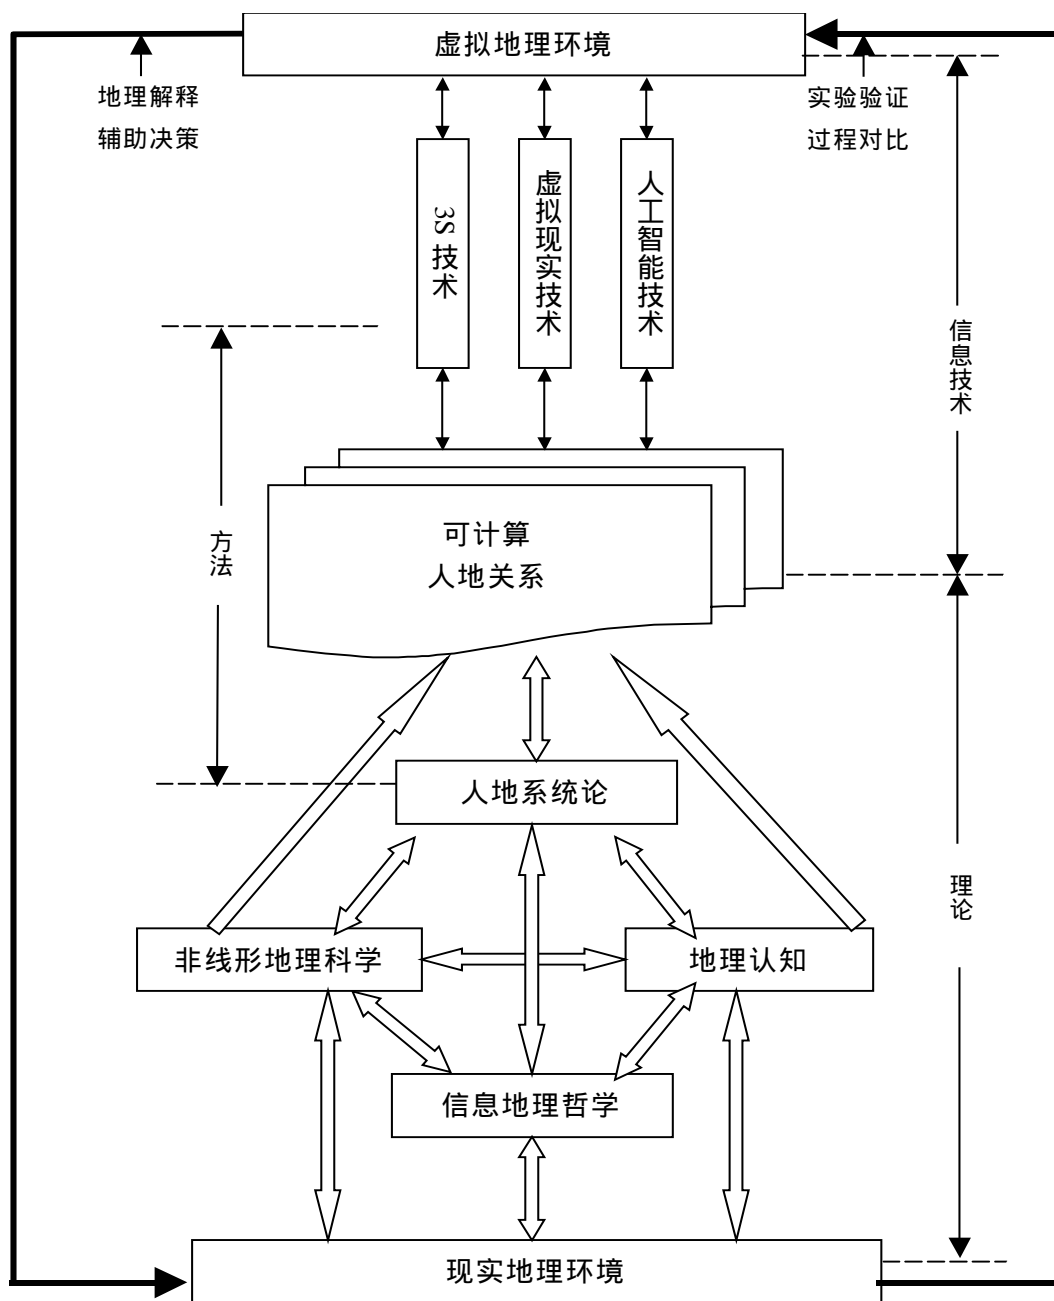 虚拟地理环境
地理解释
辅助决策
实验验证
过程对比
3S 技术
虚拟现实技术
人工智能技术
信息技术
方法
可计算
人地关系
人地系统论
理论
非线形地理科学
地理认知
信息地理哲学
现实地理环境